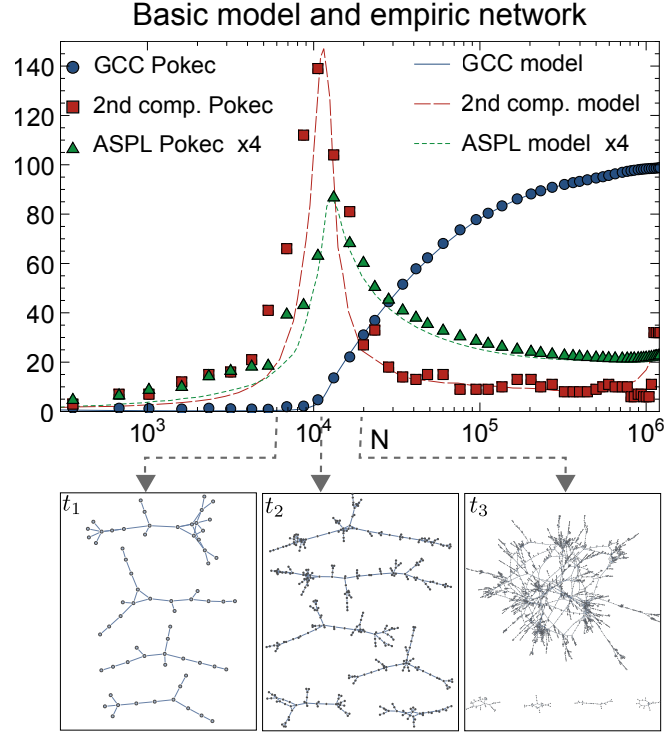 Basic model and empiric network
140
120
100
80
60
40
20
0
GCC Pokec
2nd comp. Pokec
ASPL Pokec x4
GCC model
2nd comp. model
ASPL model x4
10³
10⁴
N
10⁵
10⁶
t₁
t₂
t₃